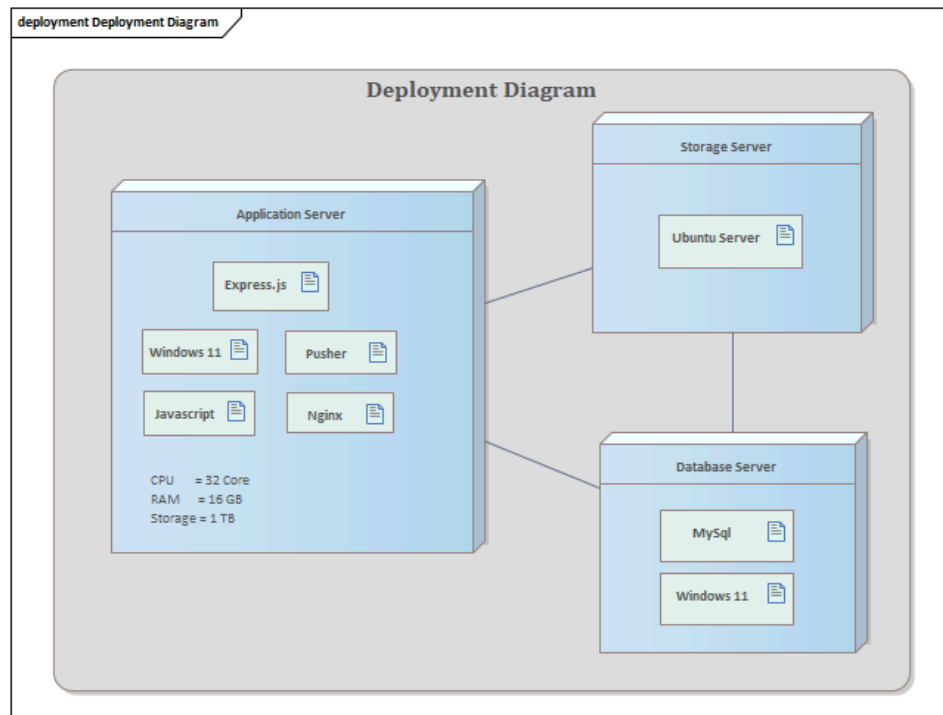 deployment Deployment Diagram
Deployment Diagram
Storage Server
Ubuntu Server
Application Server
Express.js
Windows 11
Pusher
Javascript
Nginx
CPU = 32 Core
RAM = 16 GB
Storage = 1 TB
Database Server
MySql
Windows 11